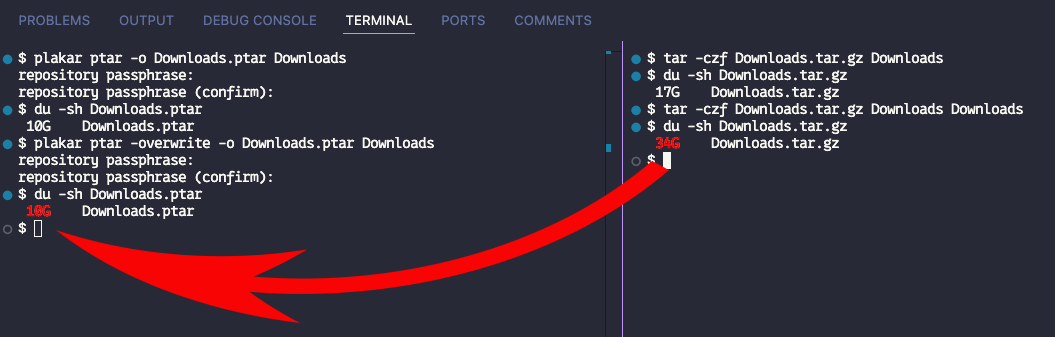 PROBLEMS OUTPUT DEBUG CONSOLE TERMINAL PORTS COMMENTS
$ plakar ptar -o Downloads.ptar Downloads
repository passphrase:
repository passphrase (confirm):
$ du -sh Downloads.ptar
10G Downloads.ptar
$ plakar ptar -overwrite -o Downloads.ptar Downloads
repository passphrase:
repository passphrase (confirm):
$ du -sh Downloads.ptar
10G Downloads.ptar
$
$ tar -czf Downloads.tar.gz Downloads
$ du -sh Downloads.tar.gz
17G Downloads.tar.gz
$ tar -czf Downloads.tar.gz Downloads Downloads
$ du -sh Downloads.tar.gz
34G Downloads.tar.gz
$